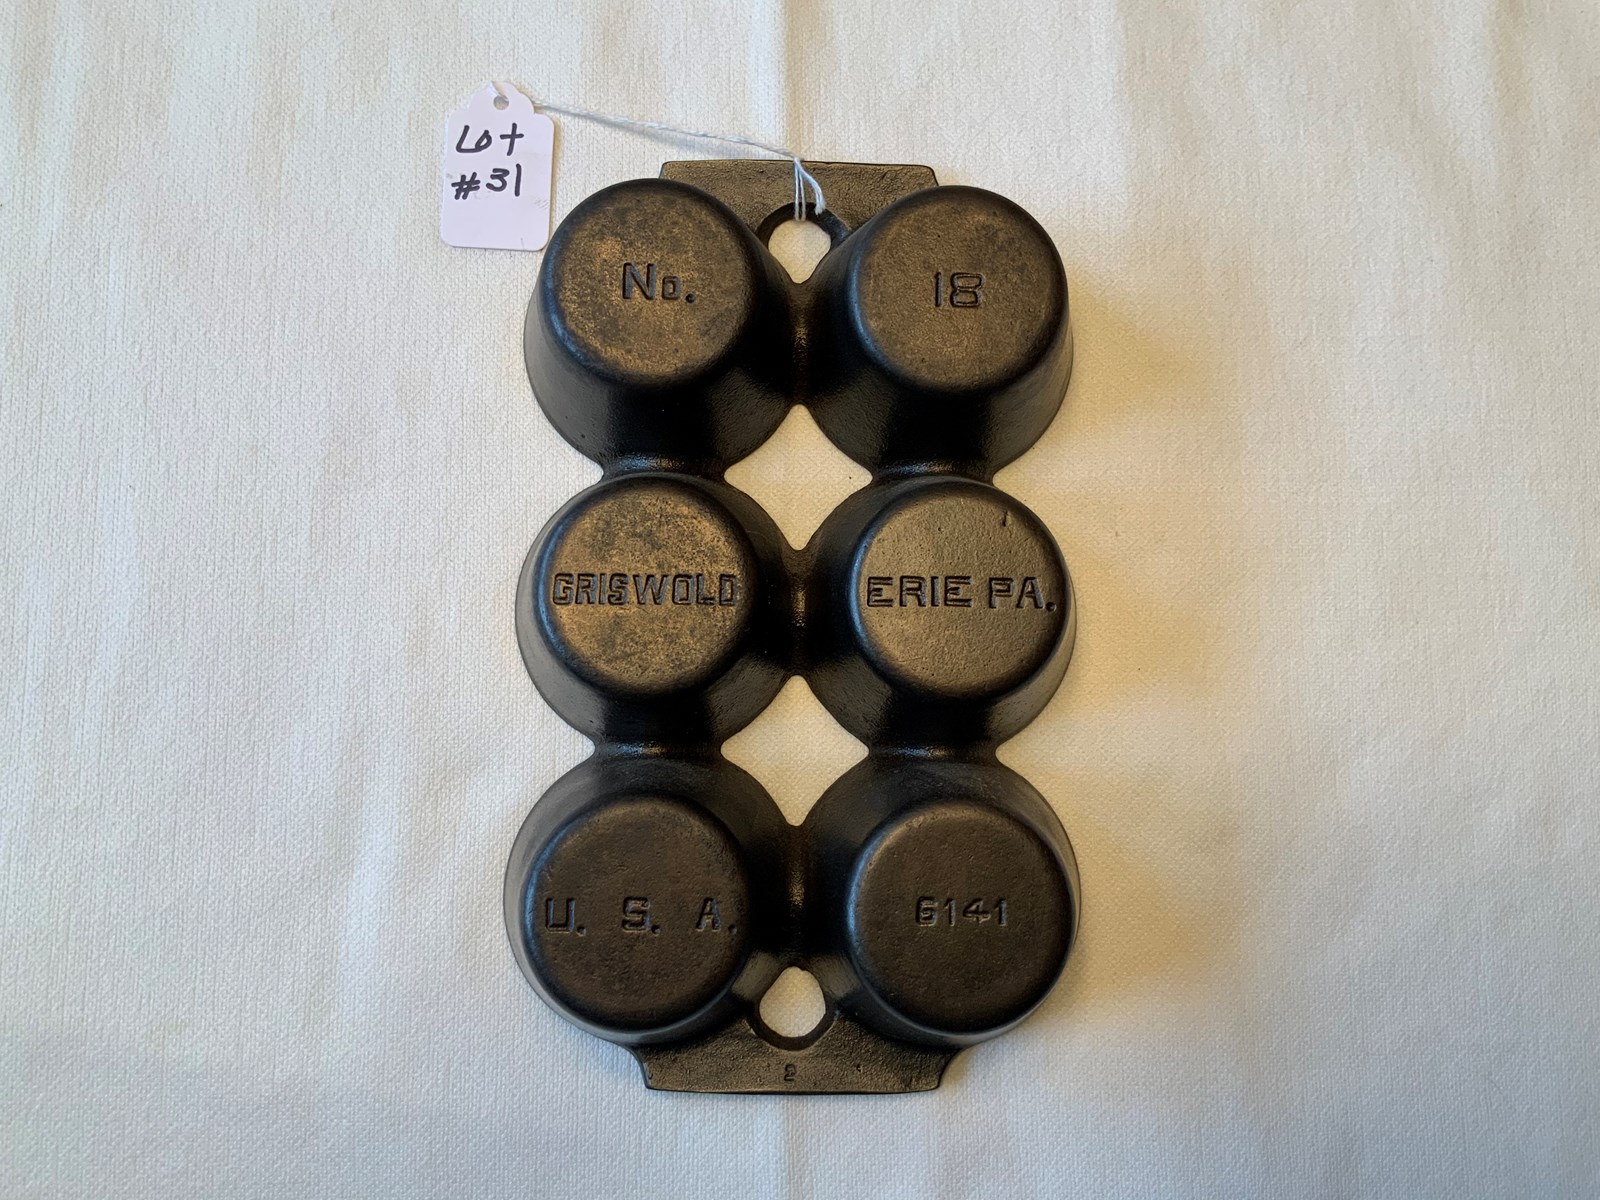 Lot
#31
No. 18
GRISWOLD ERIE PA.
U. S. A. 6141
2